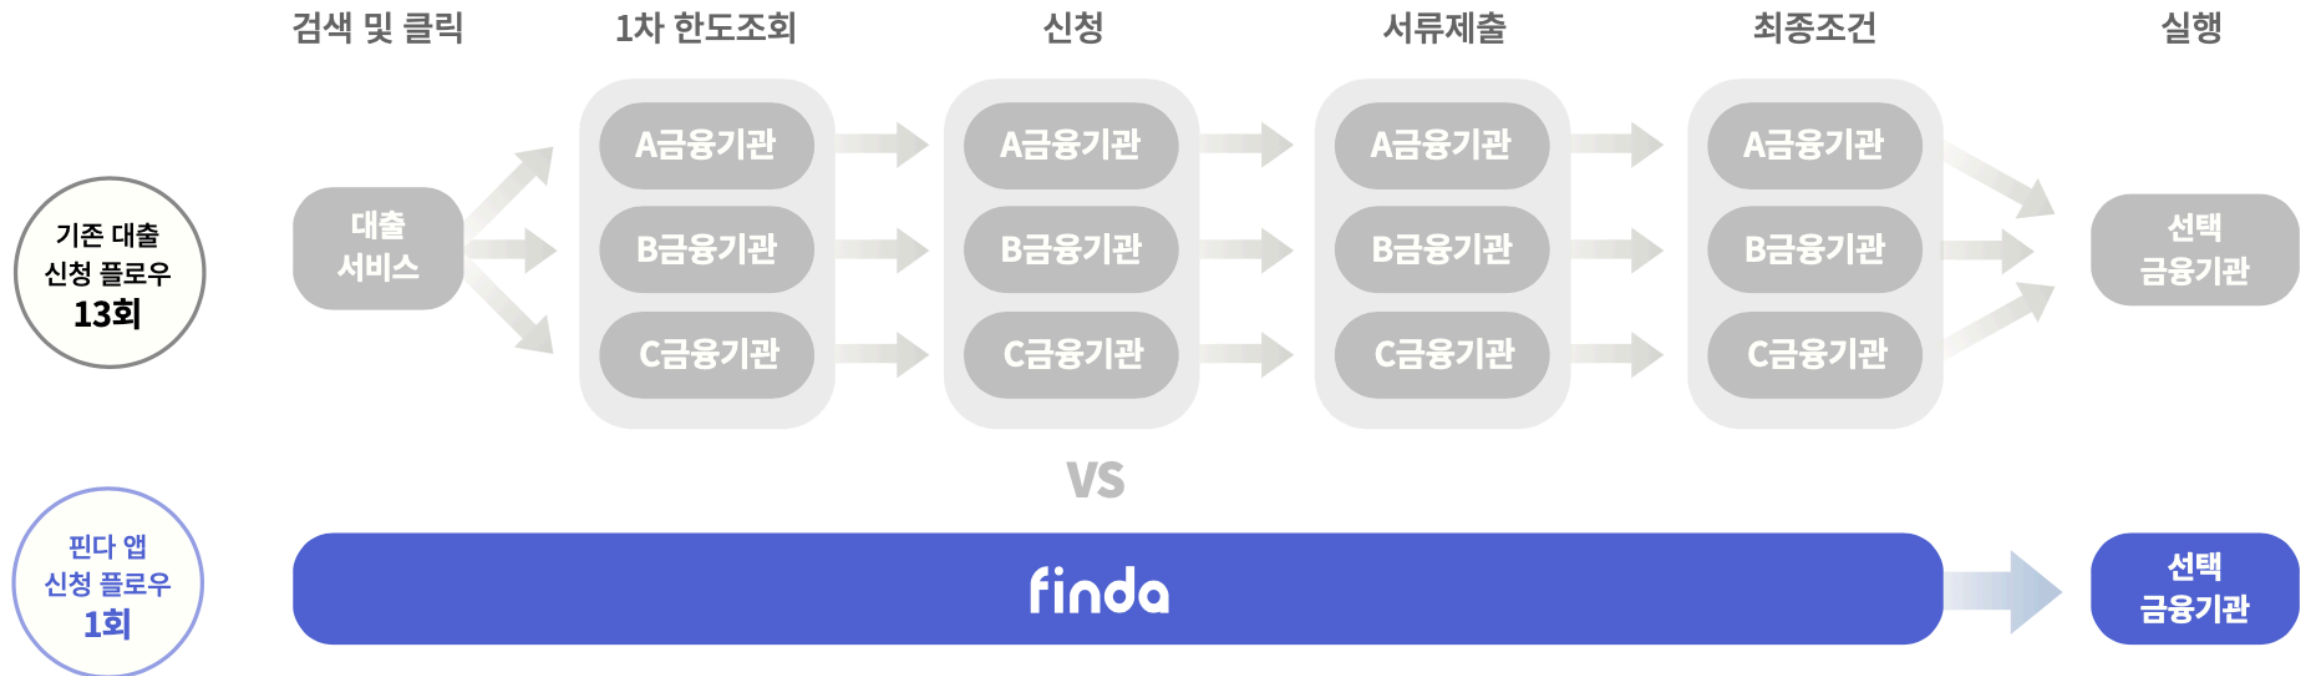 검색 및 클릭
1차 한도조회
신청
서류제출
최종조건
실행
기존 대출
신청 플로우
13회
대출
서비스
A금융기관
B금융기관
C금융기관
A금융기관
B금융기관
C금융기관
A금융기관
B금융기관
C금융기관
A금융기관
B금융기관
C금융기관
선택
금융기관
VS
핀다 앱
신청 플로우
1회
finda
선택
금융기관